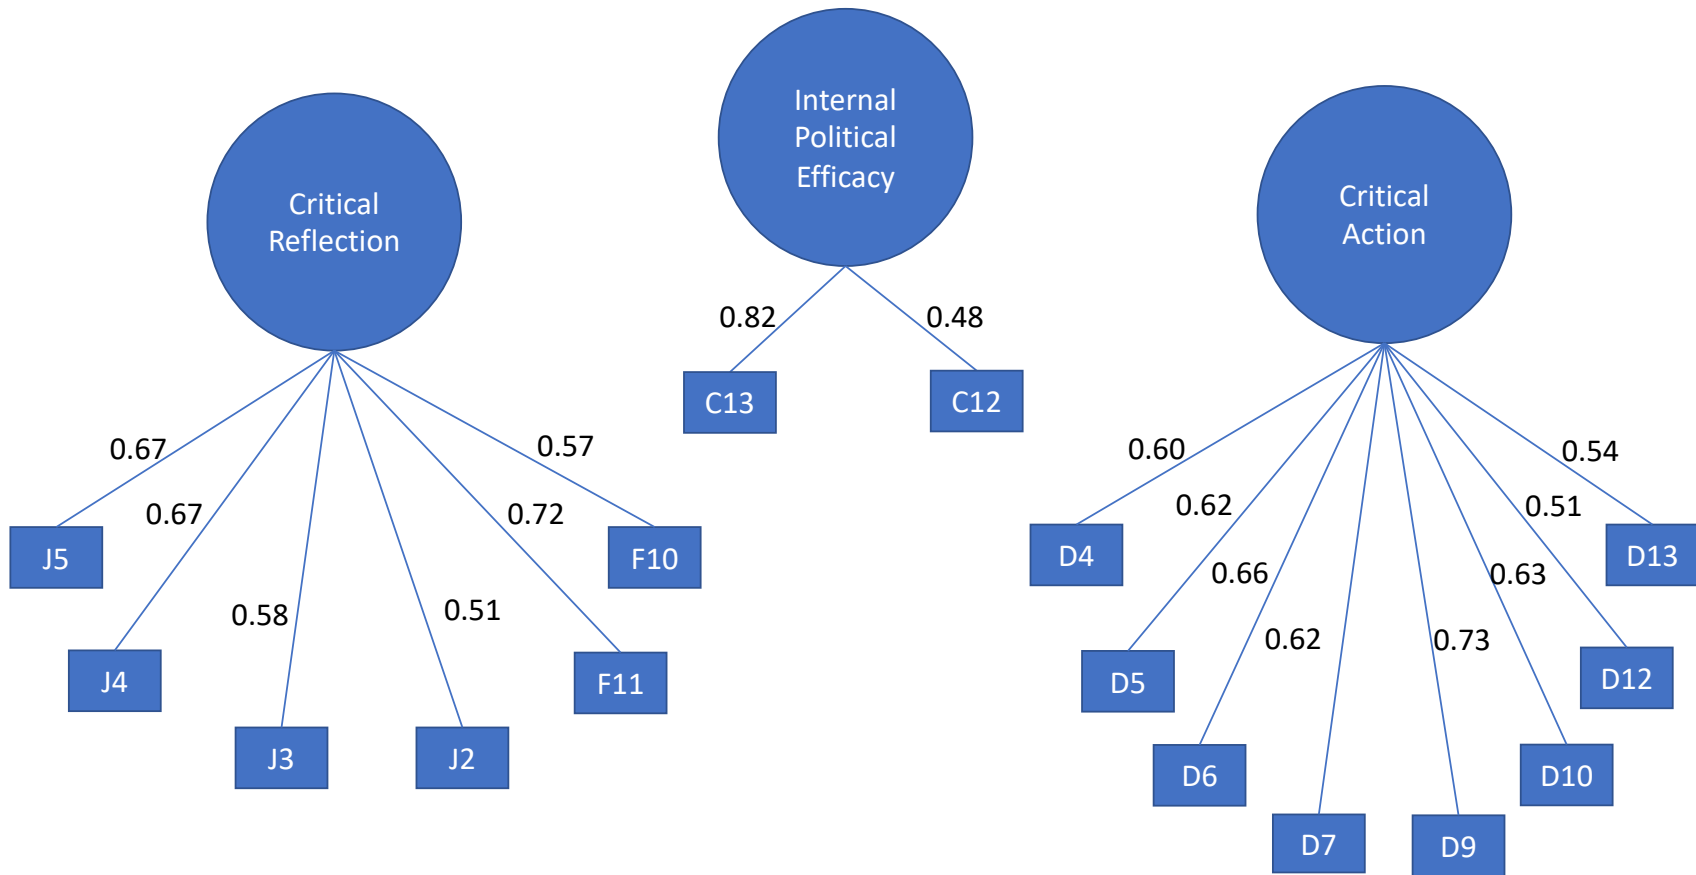 Internal
Political
Efficacy
Critical
Reflection
Critical
Action
0.82
0.48
C13
C12
0.67
0.57
0.67
0.72
0.58
0.51
J5
F10
J4
F11
J3
J2
0.60
0.54
0.62
0.51
0.66
0.63
0.62
0.73
D4
D13
D5
D12
D6
D10
D7
D9